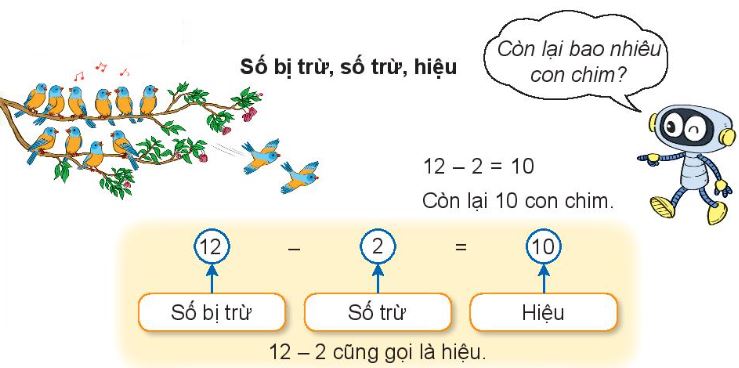 Số bị trừ, số trừ, hiệu
Còn lại bao nhiêu
con chim?
12 – 2 = 10
Còn lại 10 con chim.
12 – 2 = 10
Số bị trừ Số trừ Hiệu
12 – 2 cũng gọi là hiệu.